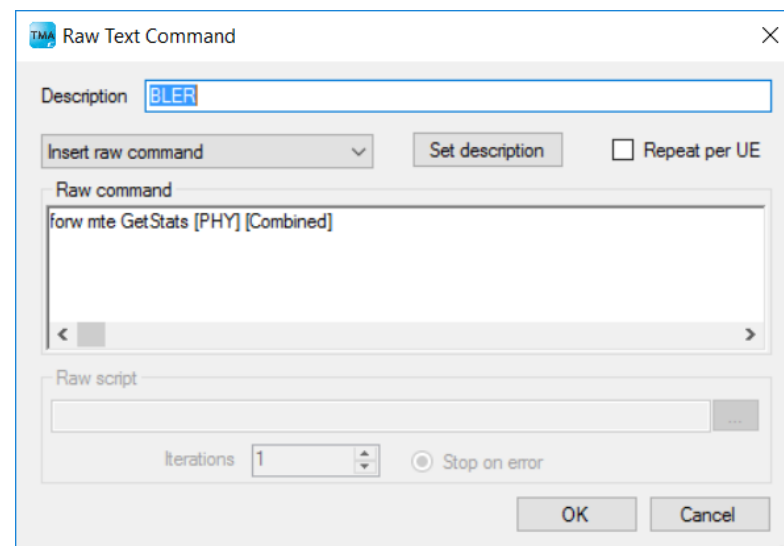 TMA Raw Text Command
Description BLER
Insert raw command Set description Repeat per UE
Raw command
forw mte GetStats [PHY] [Combined]
Raw script
...
Iterations 1 Stop on error
OK Cancel